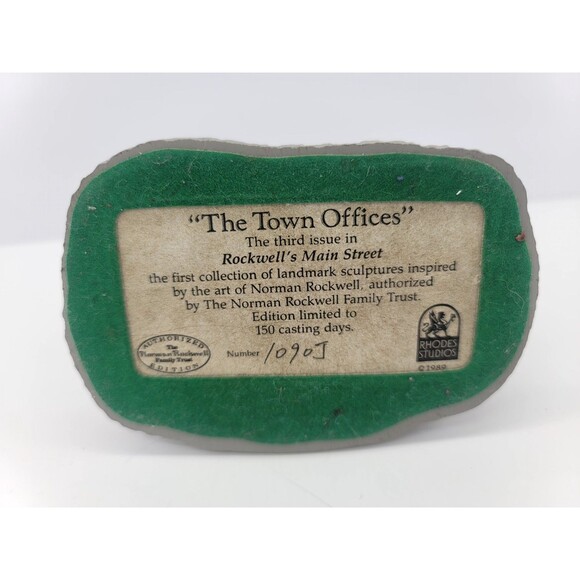 "The Town Offices"
The third issue in
Rockwell's Main Street
the first collection of landmark sculptures inspired
by the art of Norman Rockwell, authorized
by The Norman Rockwell Family Trust.
Edition limited to
150 casting days.
Number 1090J
AUTHORIZED
The
Norman Rockwell
Family Trust
EDITION
RHODES
STUDIOS